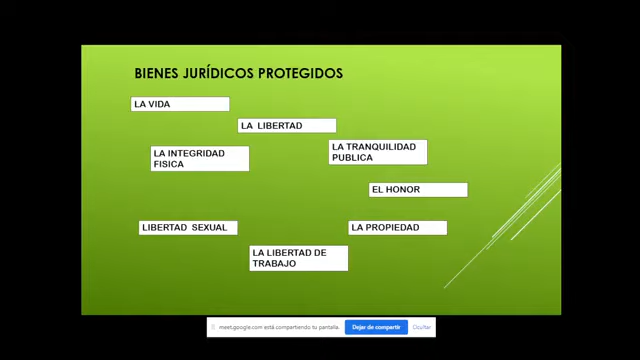 BIENES JURÍDICOS PROTEGIDOS
LA VIDA
LA LIBERTAD
LA INTEGRIDAD
FISICA
LA TRANQUILIDAD
PUBLICA
EL HONOR
LIBERTAD SEXUAL
LA PROPIEDAD
LA LIBERTAD DE
TRABAJO
meet.google.com está compartiendo tu pantalla. Dejar de compartir Ocultar